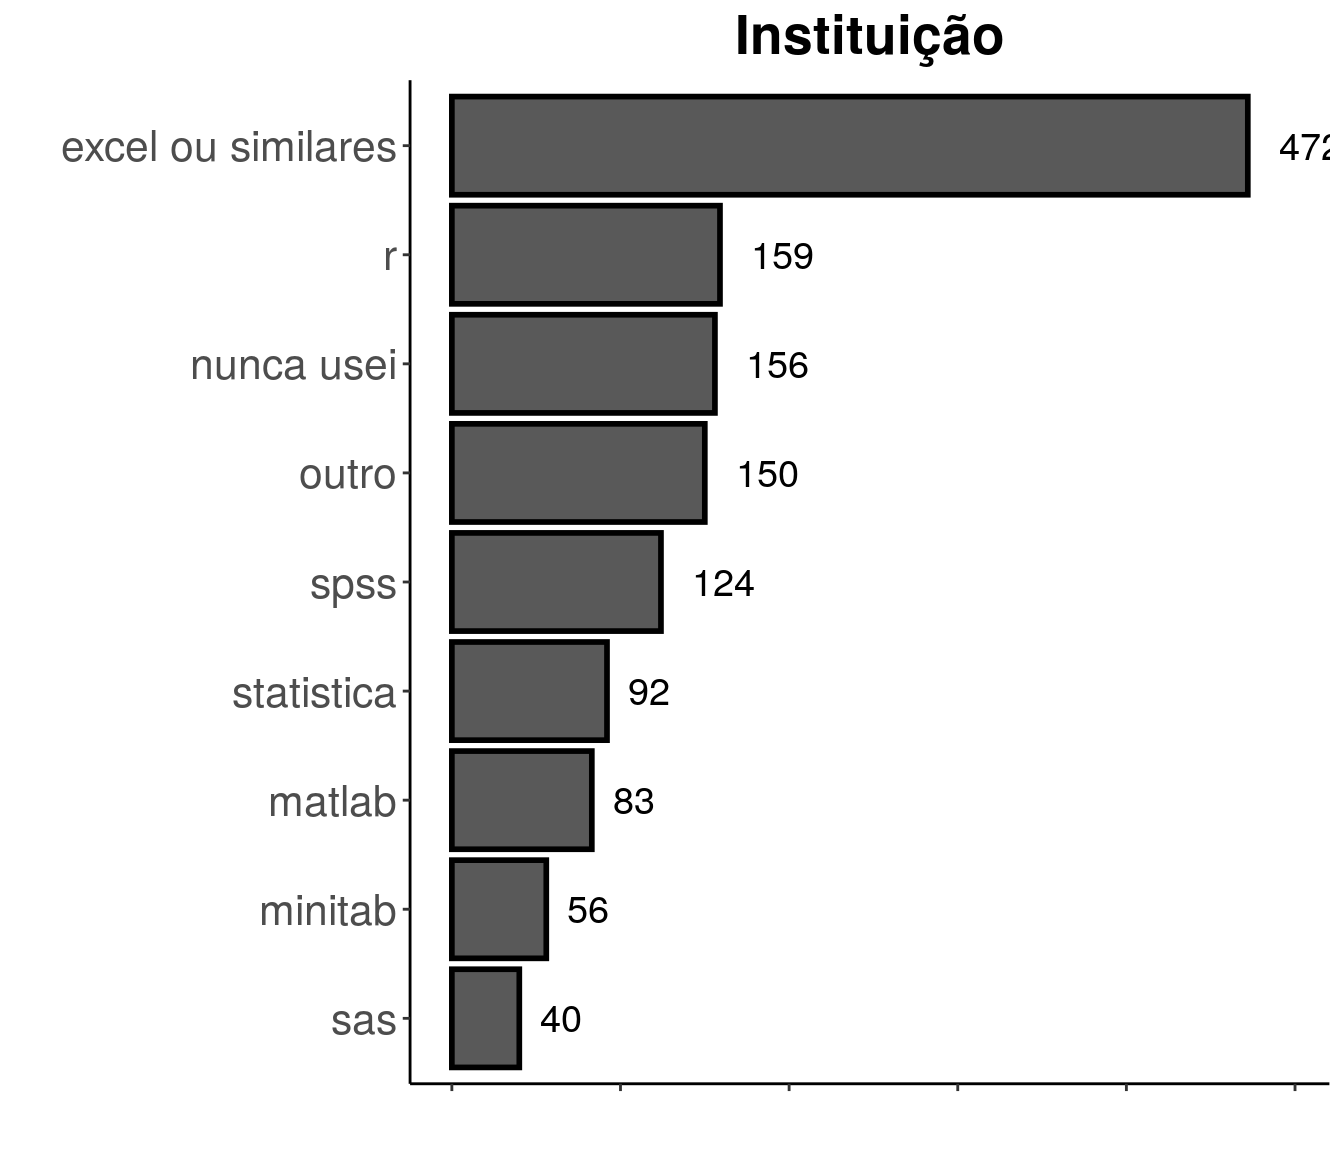 Instituição
excel ou similares 472
r 159
nunca usei 156
outro 150
spss 124
statistica 92
matlab 83
minitab 56
sas 40